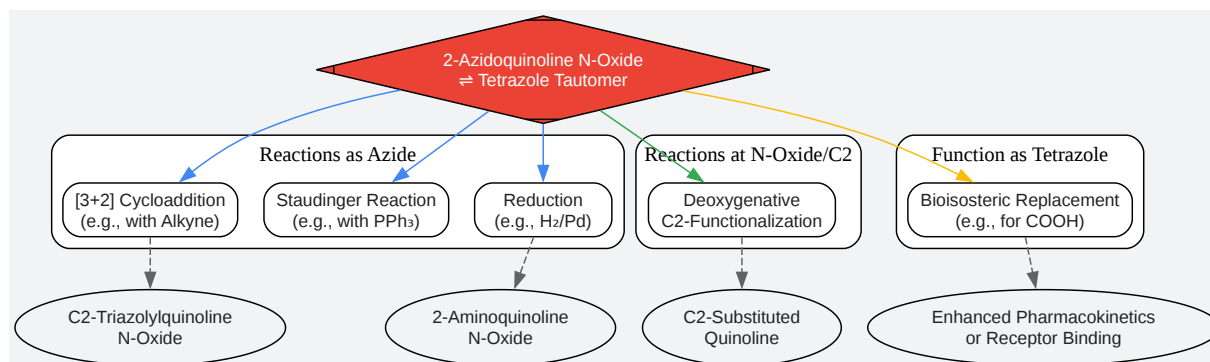 2-Azidoquinoline N-Oxide
⇌ Tetrazole Tautomer
Reactions as Azide
Reactions at N-Oxide/C2
Function as Tetrazole
[3+2] Cycloaddition
(e.g., with Alkyne)
Staudinger Reaction
(e.g., with PPh₃)
Reduction
(e.g., H₂/Pd)
Deoxygenative
C2-Functionalization
Bioisosteric Replacement
(e.g., for COOH)
C2-Triazolylquinoline
N-Oxide
2-Aminoquinoline
N-Oxide
C2-Substituted
Quinoline
Enhanced Pharmacokinetics
or Receptor Binding